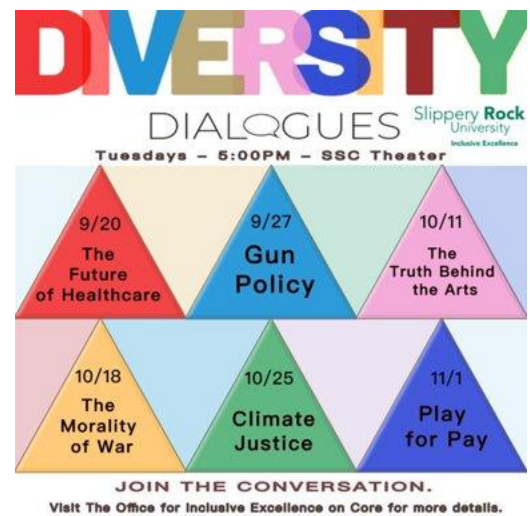 DIVERSITY
DIALOGUES
Slippery Rock
University
Inclusive Excellence
Tuesdays – 5:00PM – SSC Theater
9/20
The
Future
of Healthcare
9/27
Gun
Policy
10/11
The
Truth Behind
the Arts
10/18
The
Morality
of War
10/25
Climate
Justice
11/1
Play
for Pay
JOIN THE CONVERSATION.
Visit The Office for Inclusive Excellence on Core for more details.